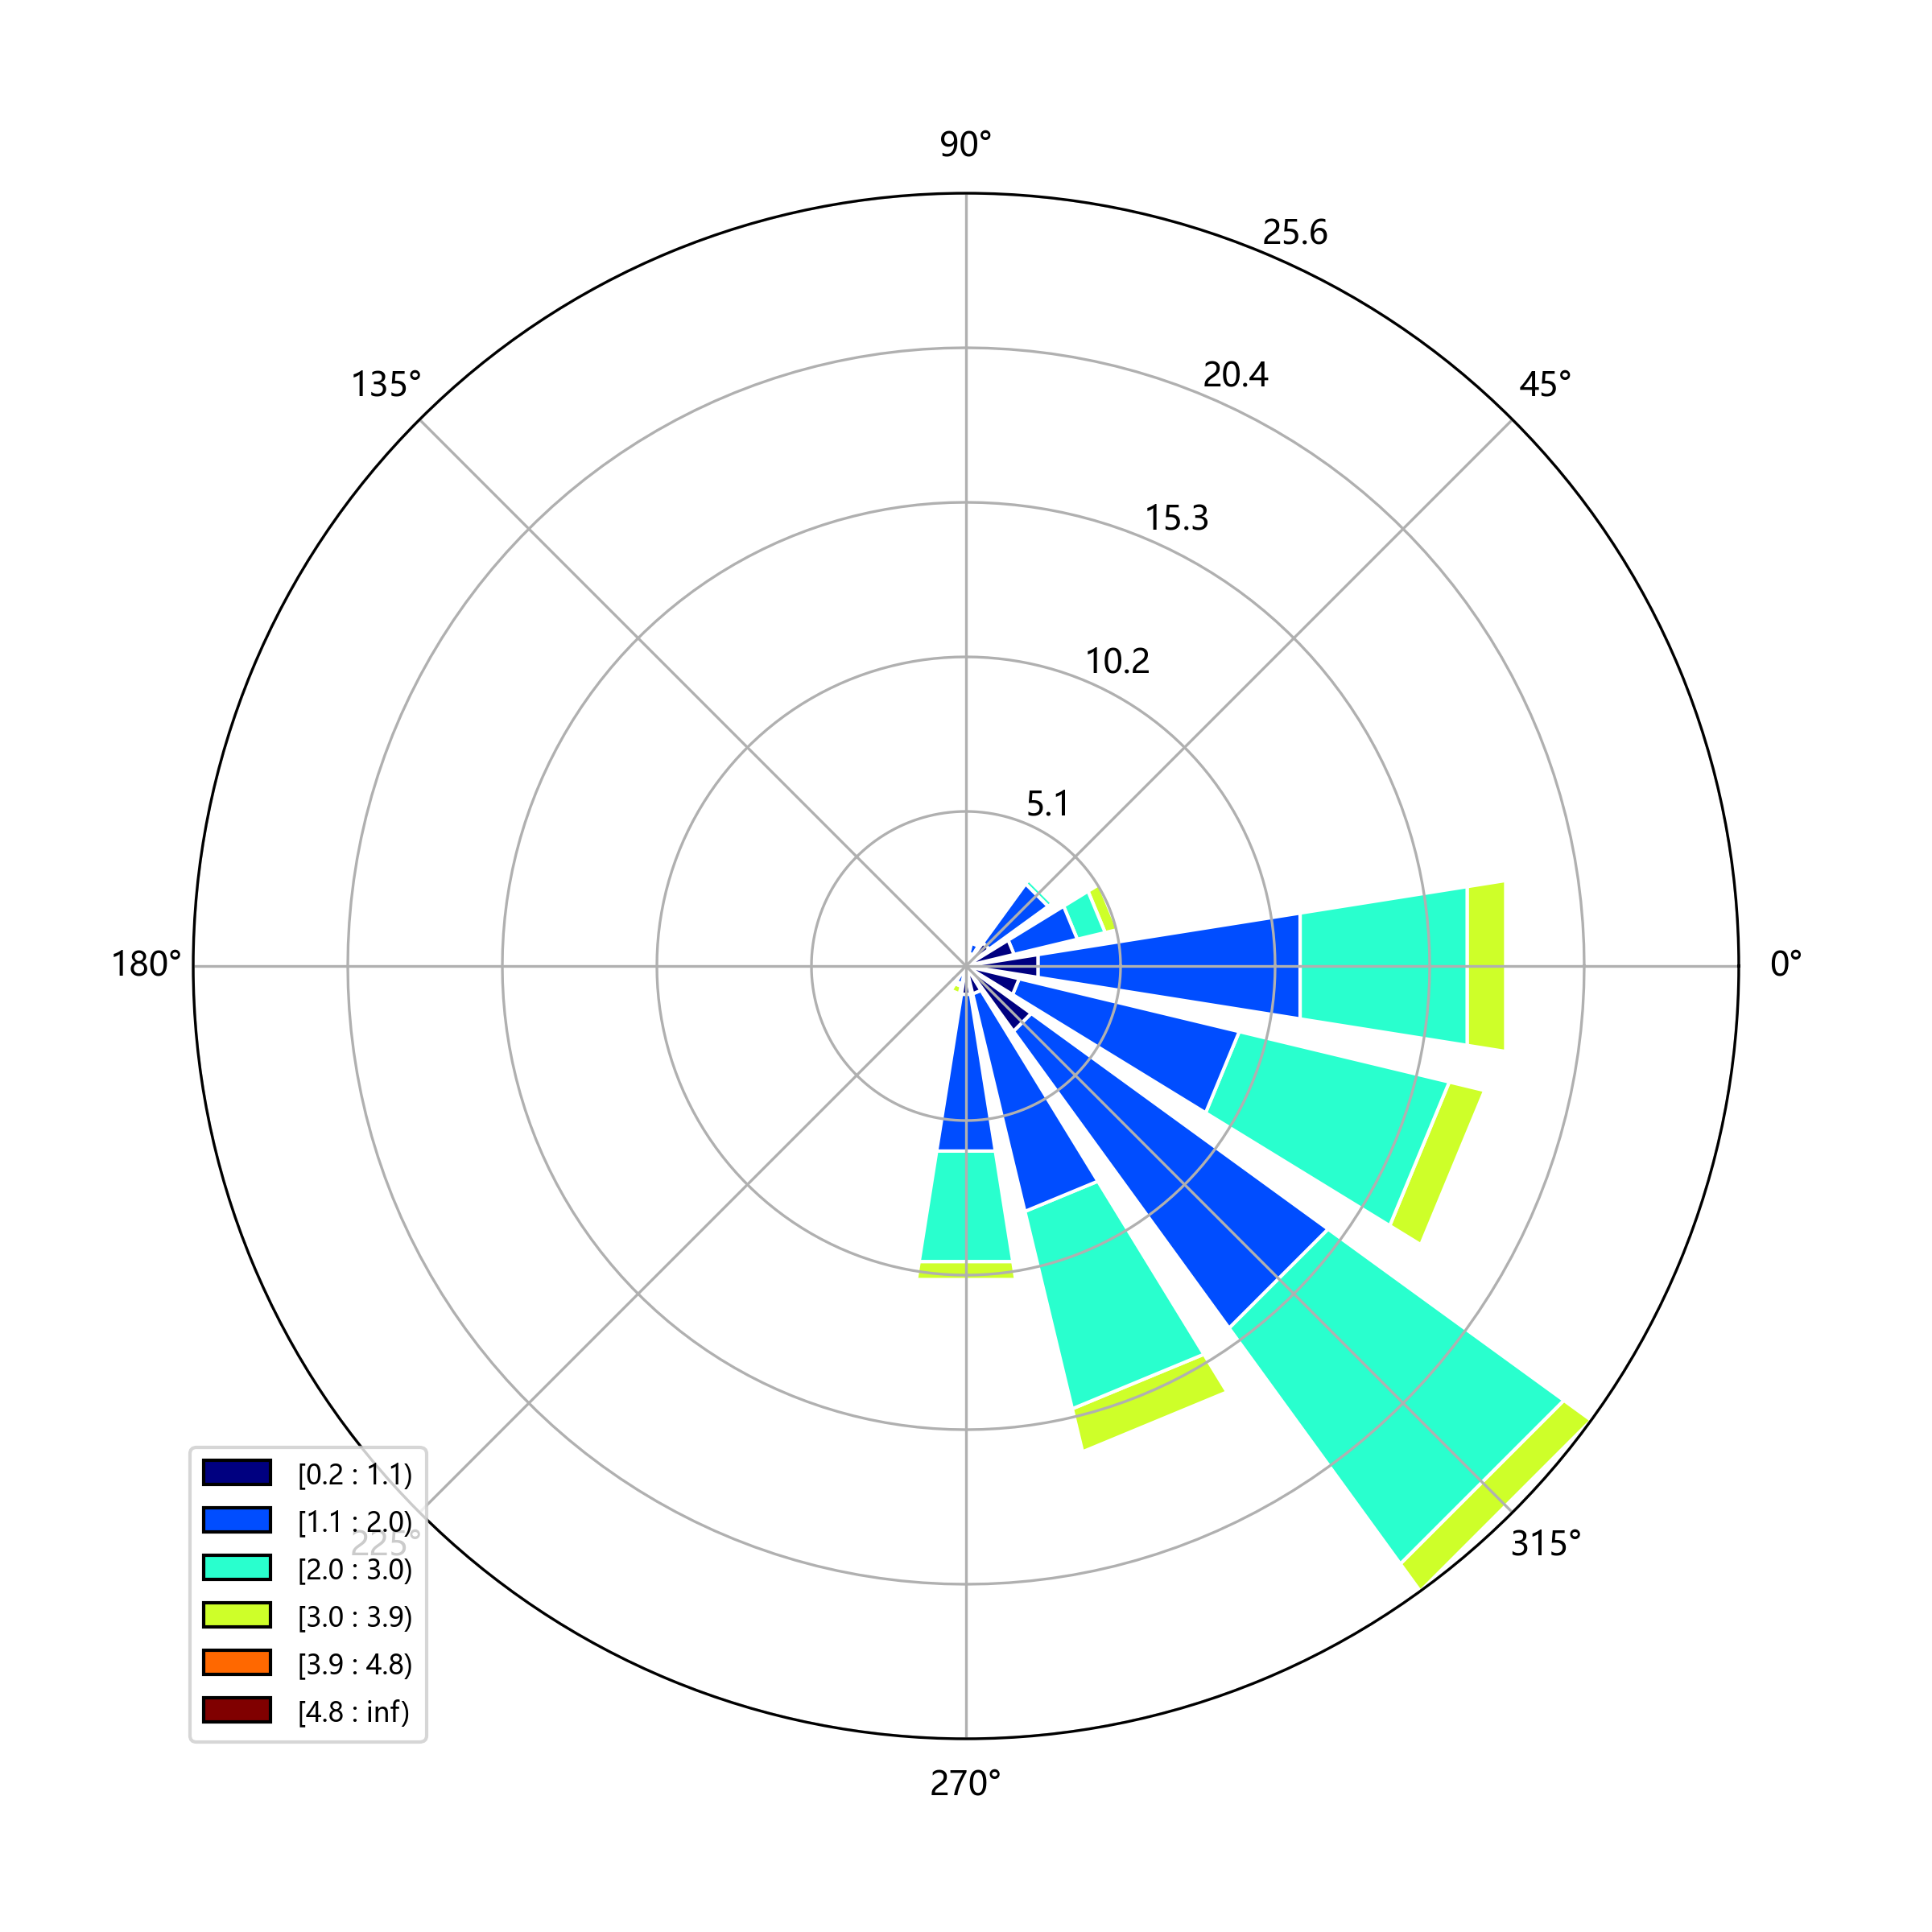 90°
25.6
135°
20.4
45°
15.3
10.2
5.1
180°
0°
[0.2 : 1.1)
[1.1 : 2.0)
225°
315°
[2.0 : 3.0)
[3.0 : 3.9)
[3.9 : 4.8)
[4.8 : inf)
270°